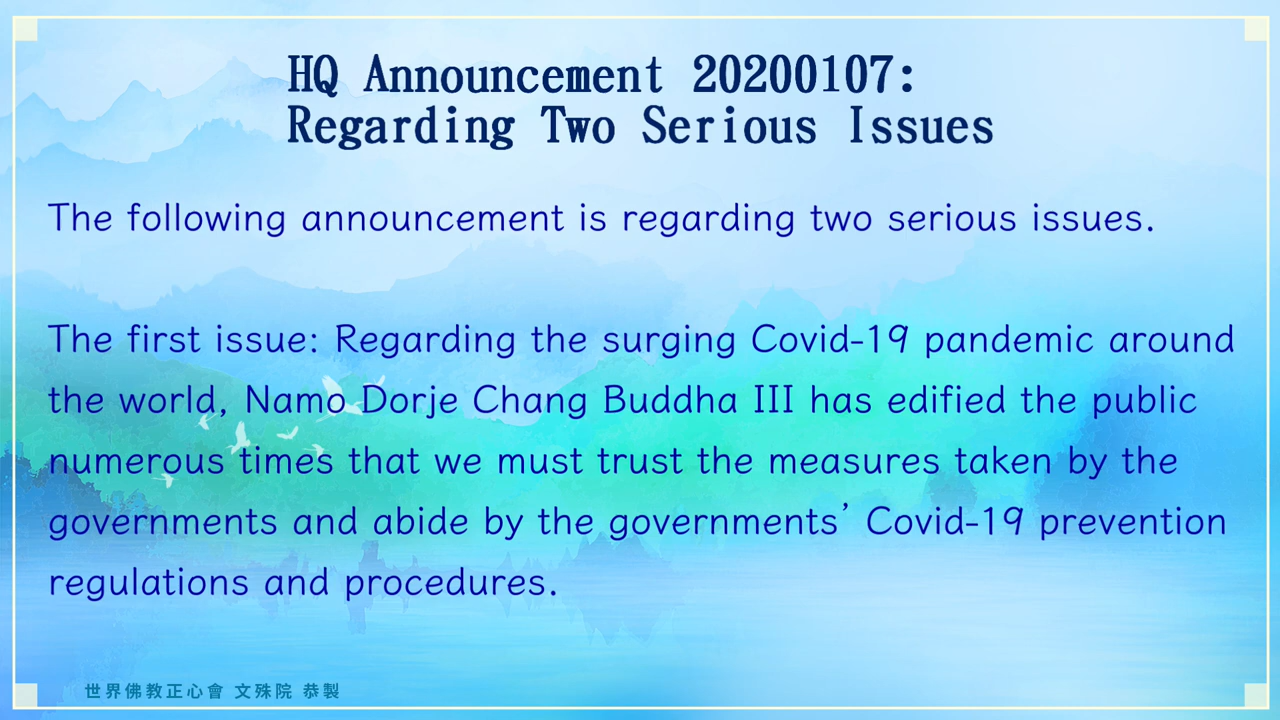 HQ Announcement 20200107:
Regarding Two Serious Issues
The following announcement is regarding two serious issues.
The first issue: Regarding the surging Covid-19 pandemic around
the world, Namo Dorje Chang Buddha III has edified the public
numerous times that we must trust the measures taken by the
governments and abide by the governments’ Covid-19 prevention
regulations and procedures.
世界佛教正心會 文殊院 恭製